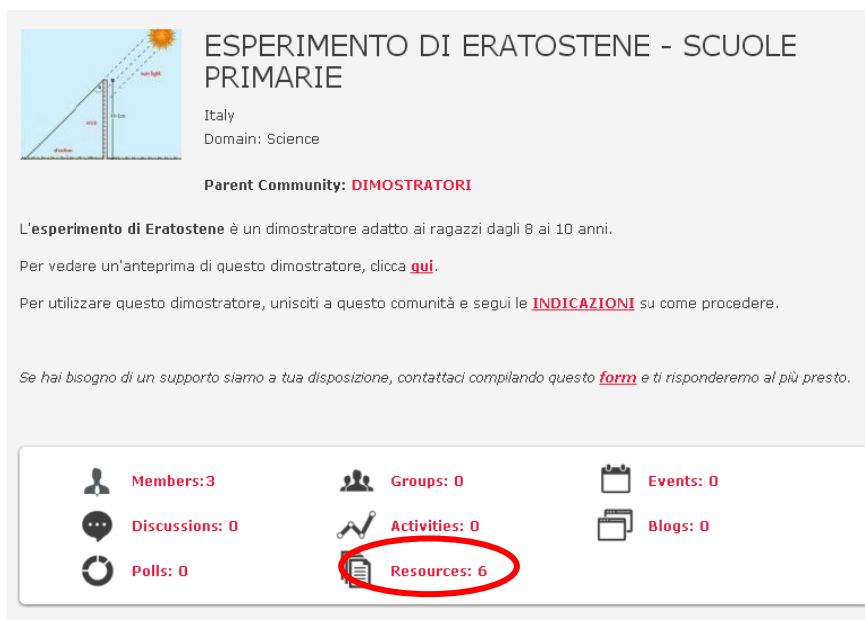 ESPERIMENTO DI ERATOSTENE - SCUOLE
PRIMARIE
sun light
stick
shadow
Italy
Domain: Science
Parent Community: DIMOSTRATORI
L'esperimento di Eratostene è un dimostratore adatto ai ragazzi dagli 8 ai 10 anni.
Per vedere un'anteprima di questo dimostratore, clicca qui.
Per utilizzare questo dimostratore, unisciti a questo comunità e segui le INDICAZIONI su come procedere.
Se hai bisogno di un supporto siamo a tua disposizione, contattaci compilando questo form e ti risponderemo al più presto.
Members:3
Groups: 0
Events: 0
Discussions: 0
Activities: 0
Blogs: 0
Polls: 0
Resources: 6